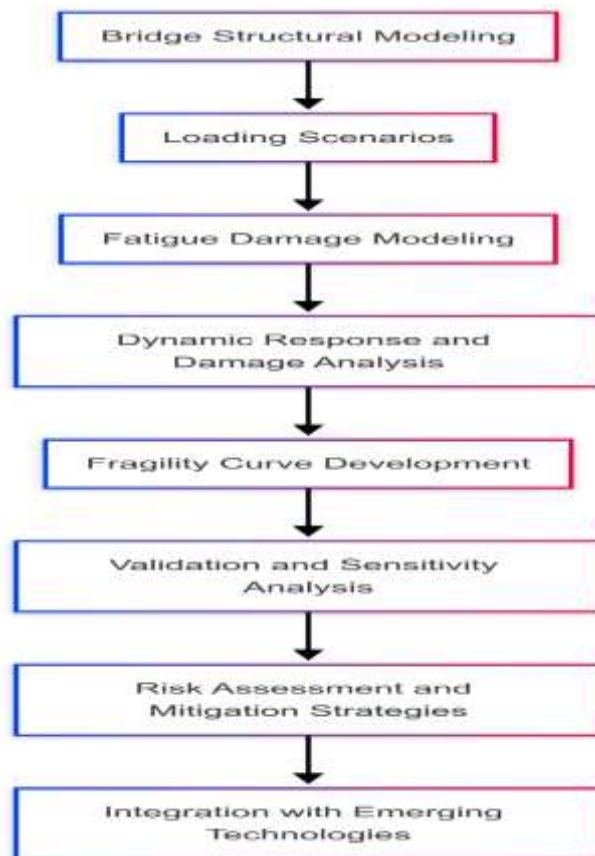 Bridge Structural Modeling
Loading Scenarios
Fatigue Damage Modeling
Dynamic Response and
Damage Analysis
Fragility Curve Development
Validation and Sensitivity
Analysis
Risk Assessment and
Mitigation Strategies
Integration with Emerging
Technologies